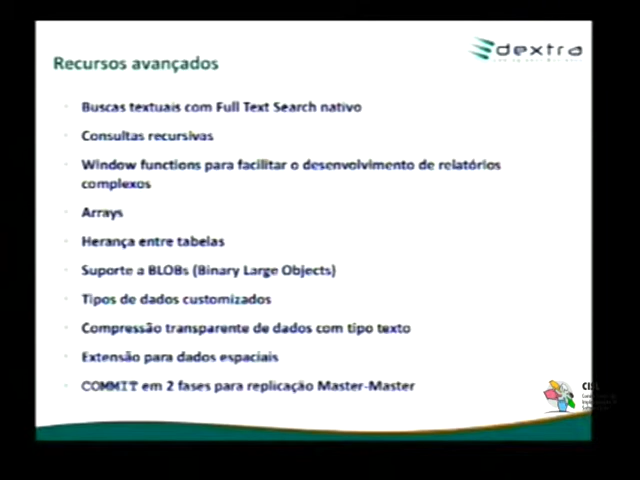 dextra
Recursos avançados
Buscas textuais com Full Text Search nativo
Consultas recursivas
Window functions para facilitar o desenvolvimento de relatórios
complexos
Arrays
Herança entre tabelas
Suporte a BLOBs (Binary Large Objects)
Tipos de dados customizados
Compressão transparente de dados com tipo texto
Extensão para dados espaciais
COMMIT em 2 fases para replicação Master-Master
CISL